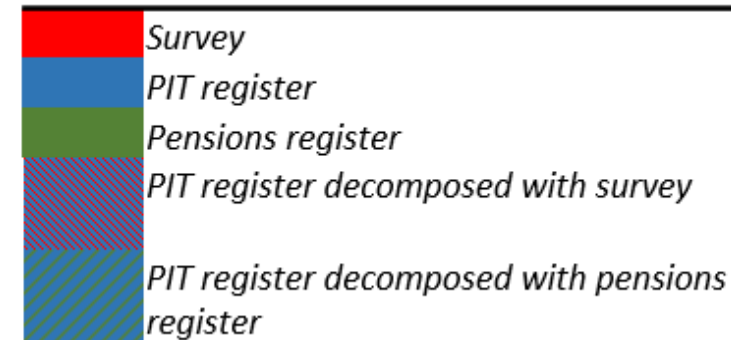 Survey
PIT register
Pensions register
PIT register decomposed with survey
PIT register decomposed with pensions
register